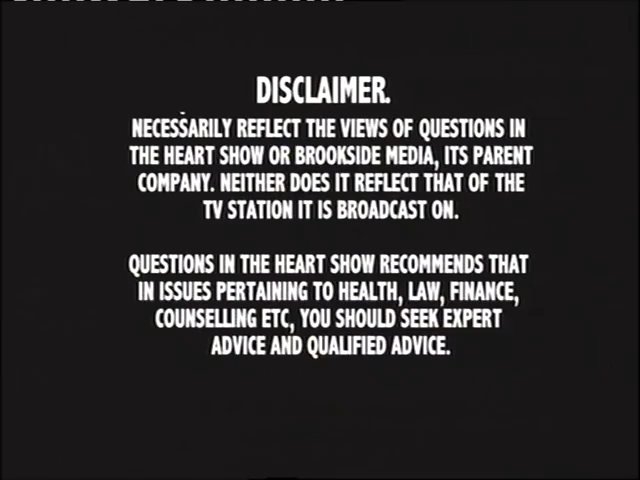 DISCLAIMER.
NECESSARILY REFLECT THE VIEWS OF QUESTIONS IN
THE HEART SHOW OR BROOKSIDE MEDIA, ITS PARENT
COMPANY. NEITHER DOES IT REFLECT THAT OF THE
TV STATION IT IS BROADCAST ON.
QUESTIONS IN THE HEART SHOW RECOMMENDS THAT
IN ISSUES PERTAINING TO HEALTH, LAW, FINANCE,
COUNSELLING ETC, YOU SHOULD SEEK EXPERT
ADVICE AND QUALIFIED ADVICE.